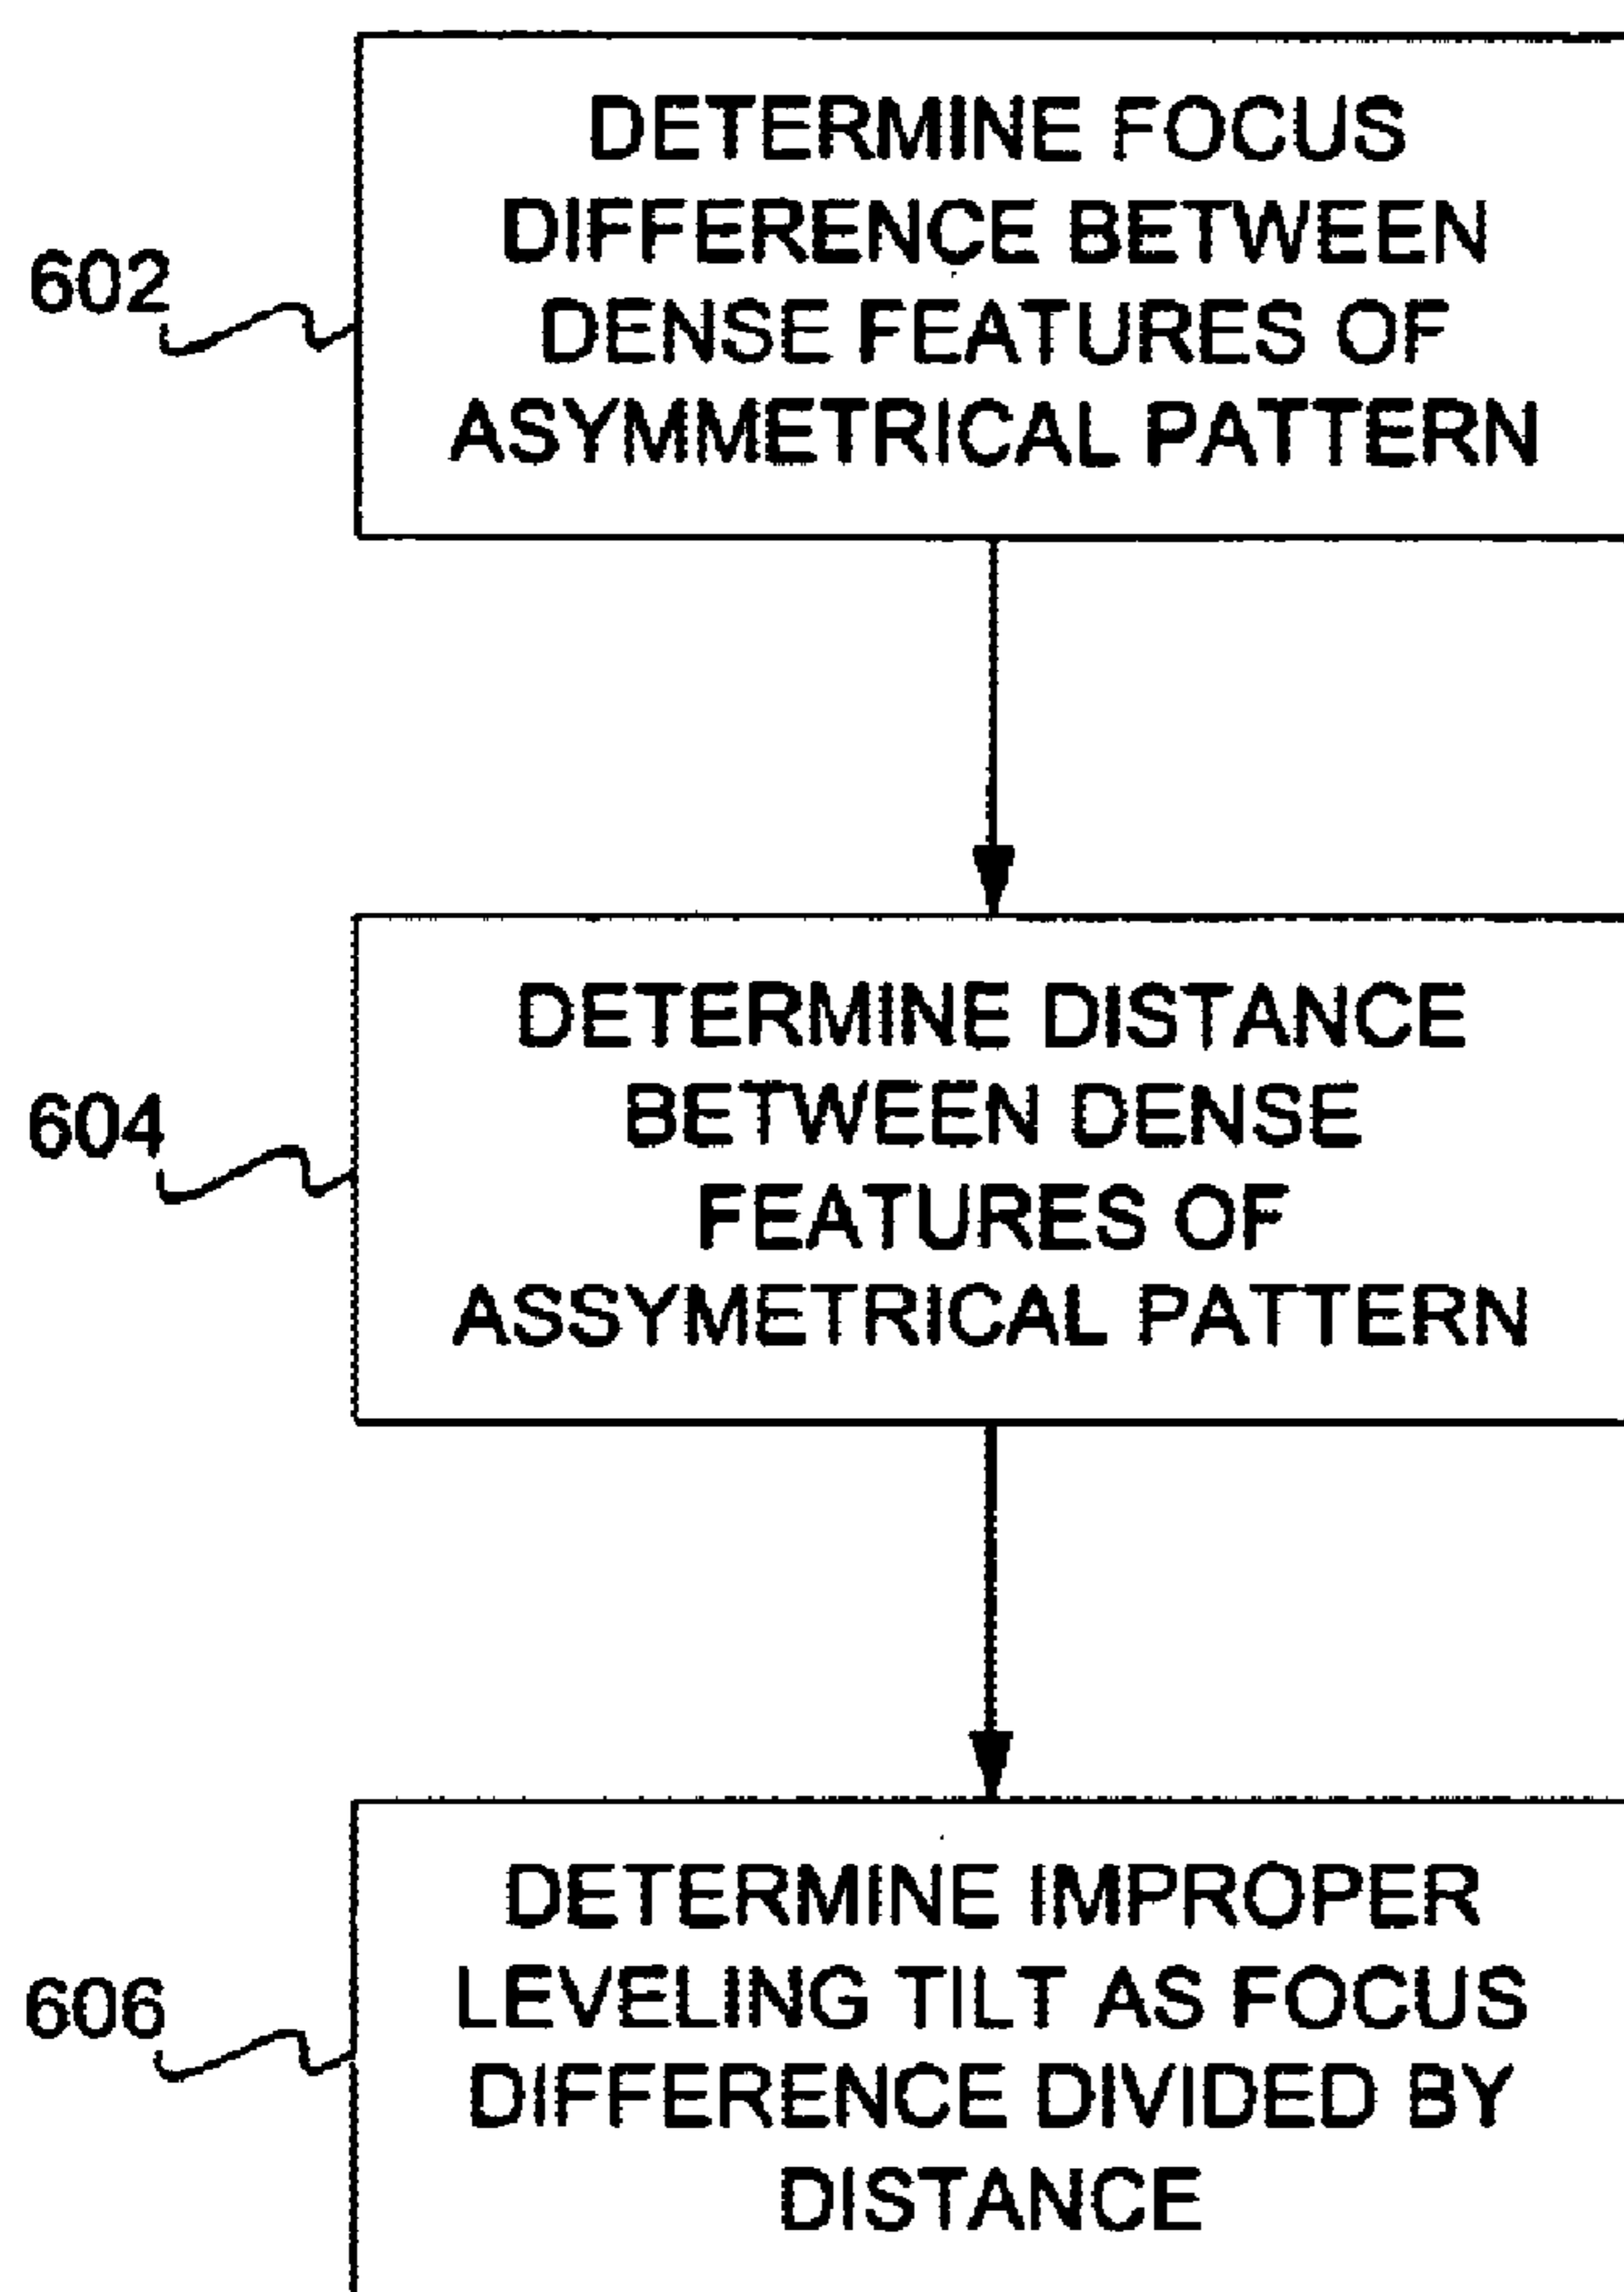 DETERMINE FOCUS
DIFFERENCE BETWEEN
DENSE FEATURES OF
ASYMMETRICAL PATTERN
602
DETERMINE DISTANCE
BETWEEN DENSE
FEATURES OF
ASSYMETRICAL PATTERN
604
DETERMINE IMPROPER
LEVELING TILT AS FOCUS
DIFFERENCE DIVIDED BY
DISTANCE
606